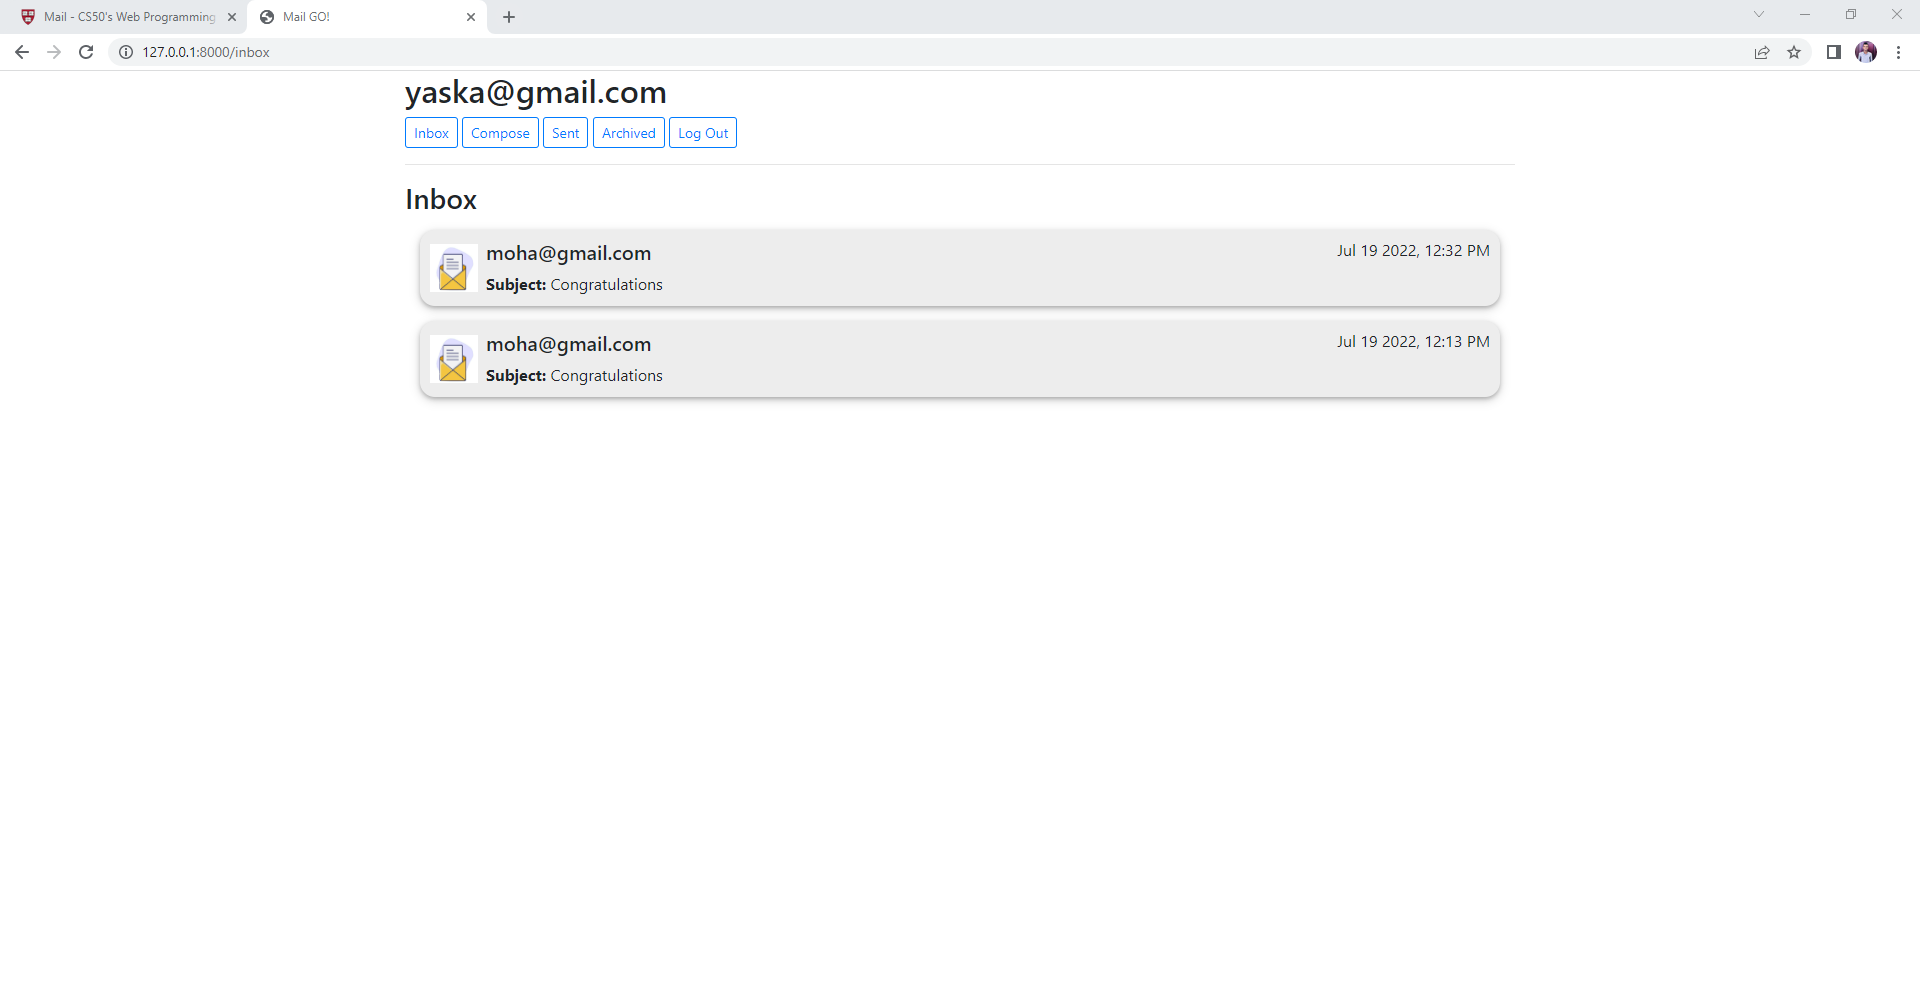 Mail - CS50's Web Programming
Mail GO!
127.0.0.1:8000/inbox
yaska@gmail.com
Inbox Compose Sent Archived Log Out
Inbox
moha@gmail.com Jul 19 2022, 12:32 PM
Subject: Congratulations
moha@gmail.com Jul 19 2022, 12:13 PM
Subject: Congratulations